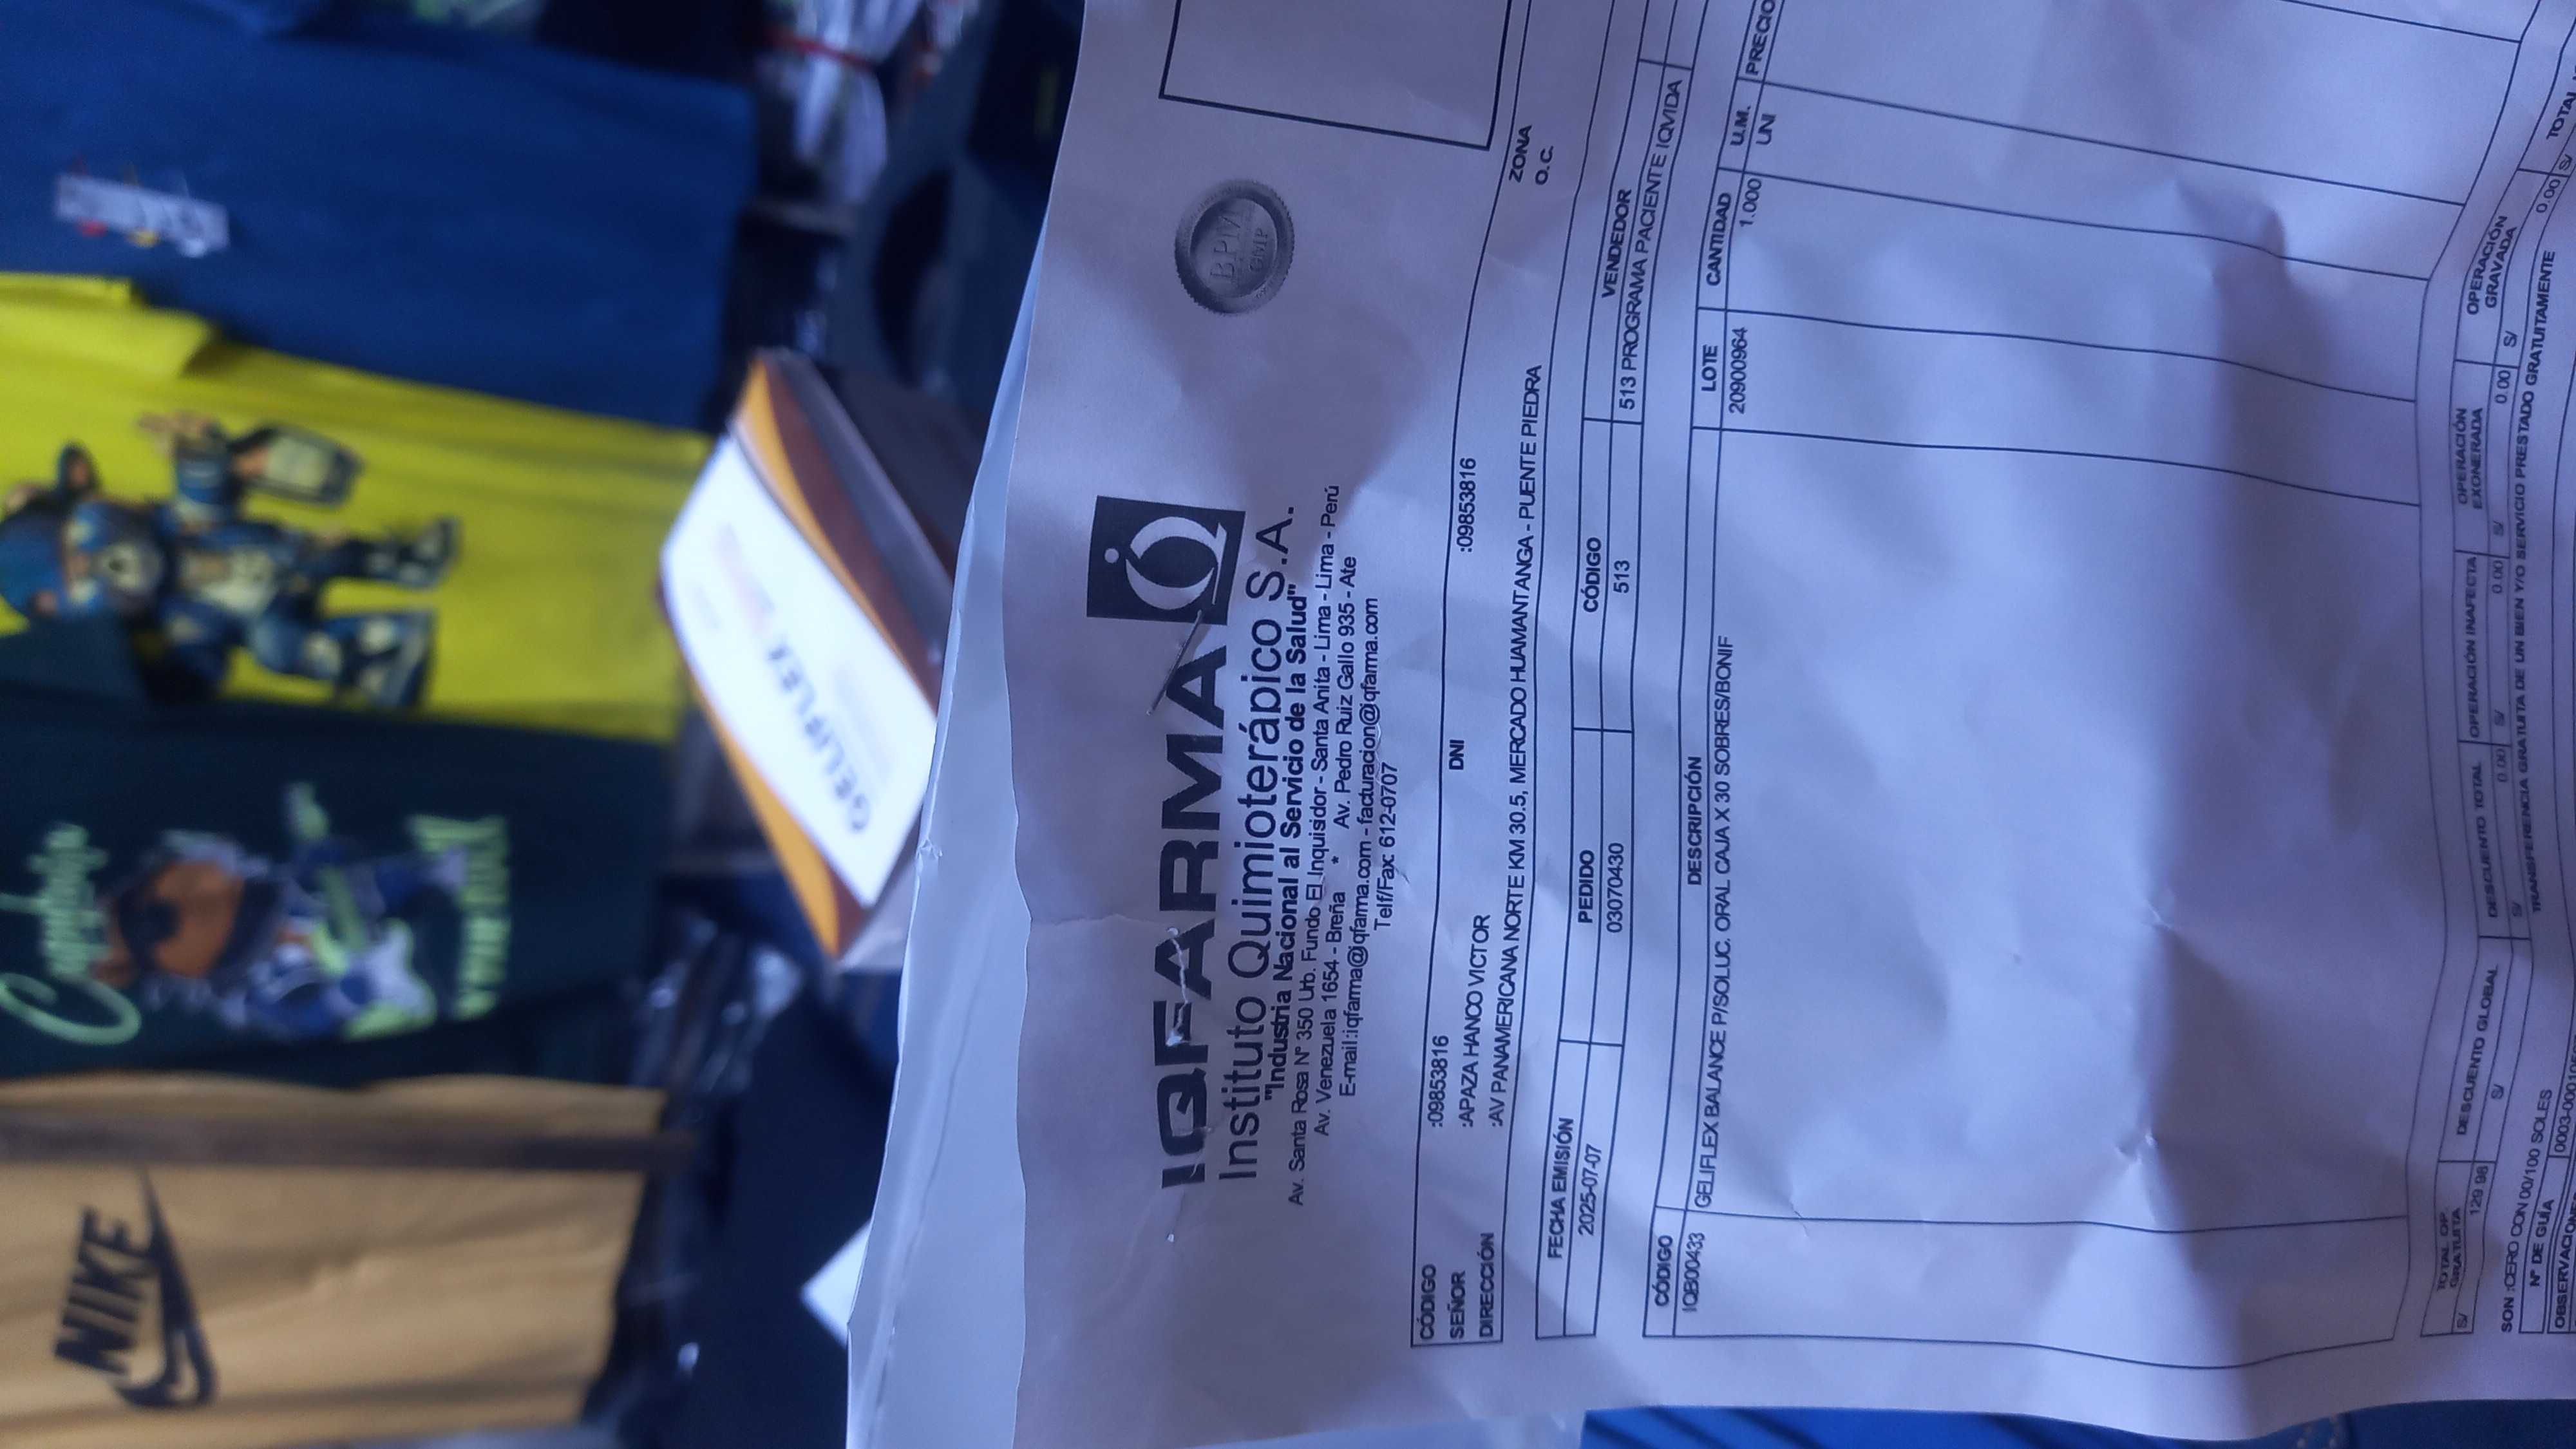 IQFARMA
Instituto Quimioterápico S.A.
"Industria Nacional al Servicio de la Salud"
Av. Santa Rosa N° 350 Urb. Fundo El Inquisidor - Santa Anita - Lima - Lima - Perú
Av. Venezuela 1654 - Breña * Av. Pedro Ruiz Gallo 935 - Ate
E-mail:iqfarma@iqfarma.com - facturacion@iqfarma.com
Telf/Fax: 612-0707
BPM
GMP
CÓDIGO :09853816 DNI :09853816
SEÑOR :APAZA HANCO VICTOR ZONA
DIRECCIÓN :AV PANAMERICANA NORTE KM 30.5, MERCADO HUAMANTANGA - PUENTE PIEDRA O.C.
FECHA EMISIÓN PEDIDO CÓDIGO VENDEDOR
2025-07-07 03070430 513 513 PROGRAMA PACIENTE IQVIDA
CÓDIGO DESCRIPCIÓN LOTE CANTIDAD U.M. PRECIO
IQB00433 GELIFLEX BALANCE P/SOLUC. ORAL CAJA X 30 SOBRES/BONIF 20900964 1.000 UNI
TOTAL OP. GRATUITA DESCUENTO GLOBAL DESCUENTO TOTAL OPERACIÓN INAFECTA OPERACIÓN EXONERADA OPERACIÓN GRAVADA
S/ 129.98 S/ 0.00 S/ 0.00 S/ 0.00 S/ 0.00 S/
SON :CERO CON 00/100 SOLES TRANSFERENCIA GRATUITA DE UN BIEN Y/O SERVICIO PRESTADO GRATUITAMENTE
N° DE GUÍA
GELIFLEX
NIKE